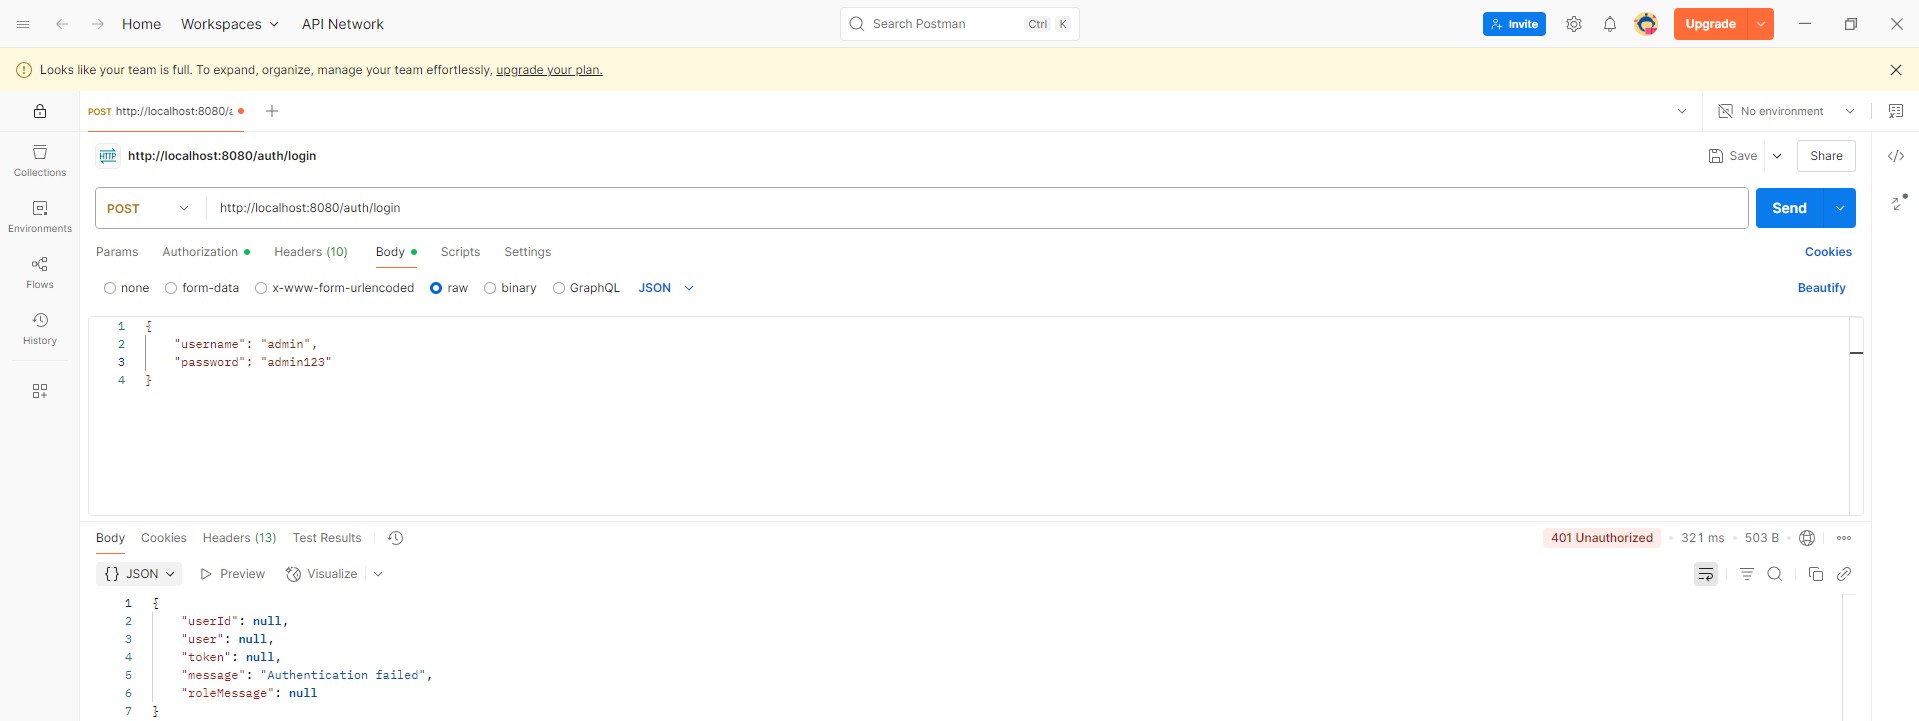 Home Workspaces API Network Search Postman Ctrl K Invite Upgrade
Looks like your team is full. To expand, organize, manage your team effortlessly, upgrade your plan.
POST http://localhost:8080/a No environment
HTTP http://localhost:8080/auth/login Save Share
Collections
POST http://localhost:8080/auth/login Send
Environments
Params Authorization Headers (10) Body Scripts Settings Cookies
Flows
none form-data x-www-form-urlencoded raw binary GraphQL JSON Beautify
History
1 {
2 "username": "admin",
3 "password": "admin123"
4 }
Body Cookies Headers (13) Test Results 401 Unauthorized 321 ms 503 B
{} JSON Preview Visualize
1 {
2 "userId": null,
3 "user": null,
4 "token": null,
5 "message": "Authentication failed",
6 "roleMessage": null
7 }